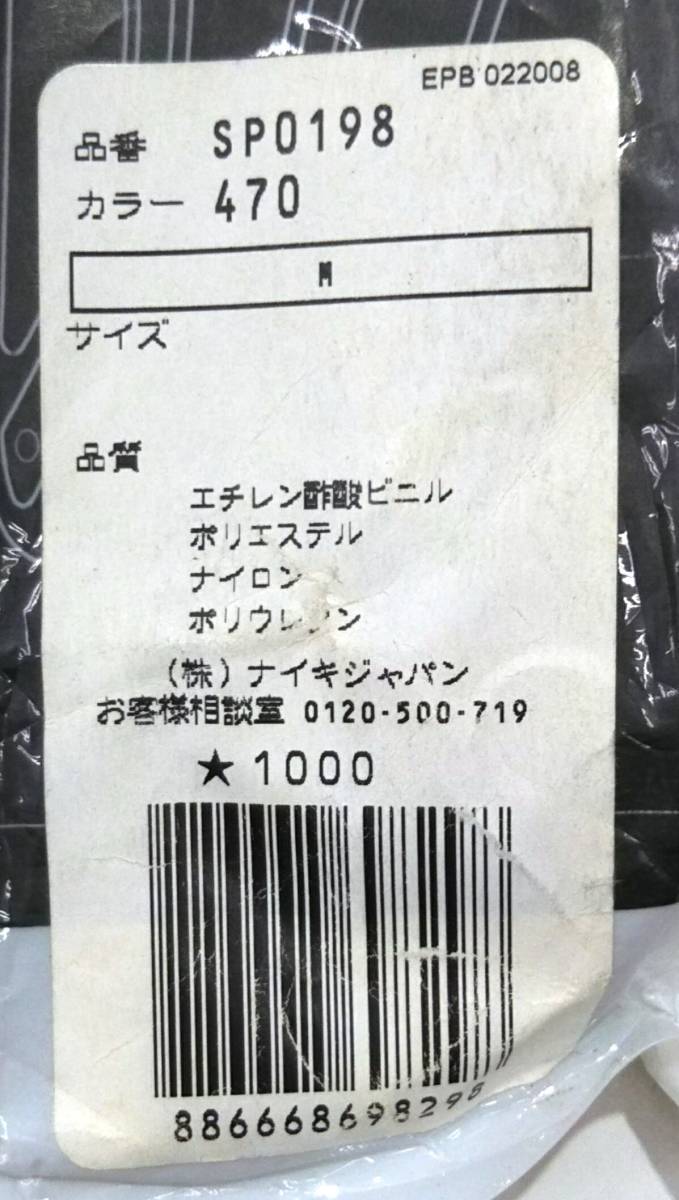 EPB 022008
品番 SP0198
カラー 470
M
サイズ
品質
エチレン酢酸ビニル
ポリエステル
ナイロン
ポリウレタン
(株)ナイキジャパン
お客様相談室 0120-500-719
★1000
886668698298